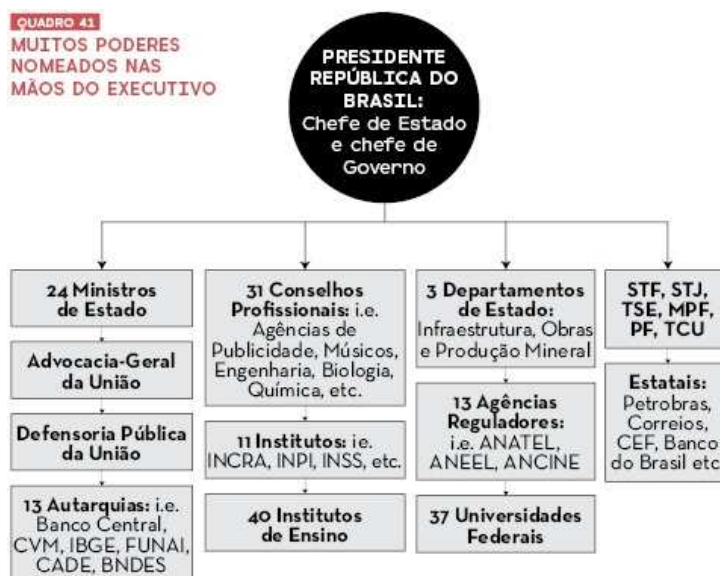 QUADRO 41
MUITOS PODERES
NOMEADOS NAS
MÃOS DO EXECUTIVO
PRESIDENTE
REPÚBLICA DO
BRASIL:
Chefe de Estado
e chefe de
Governo
24 Ministros
de Estado
Advocacia-Geral
da União
Defensoria Pública
da União
13 Autarquias: i.e.
Banco Central,
CVM, IBGE, FUNAI,
CADE, BNDES
31 Conselhos
Profissionais: i.e.
Agências de
Publicidade, Músicos,
Engenharia, Biologia,
Química, etc.
11 Institutos: i.e.
INCRA, INPI, INSS, etc.
40 Institutos
de Ensino
3 Departamentos
de Estado:
Infraestrutura, Obras
e Produção Mineral
13 Agências
Reguladores:
i.e. ANATEL,
ANEEL, ANCINE
37 Universidades
Federais
STF, STJ,
TSE, MPF,
PF, TCU
Estatais:
Petrobras,
Correios,
CEF, Banco
do Brasil etc